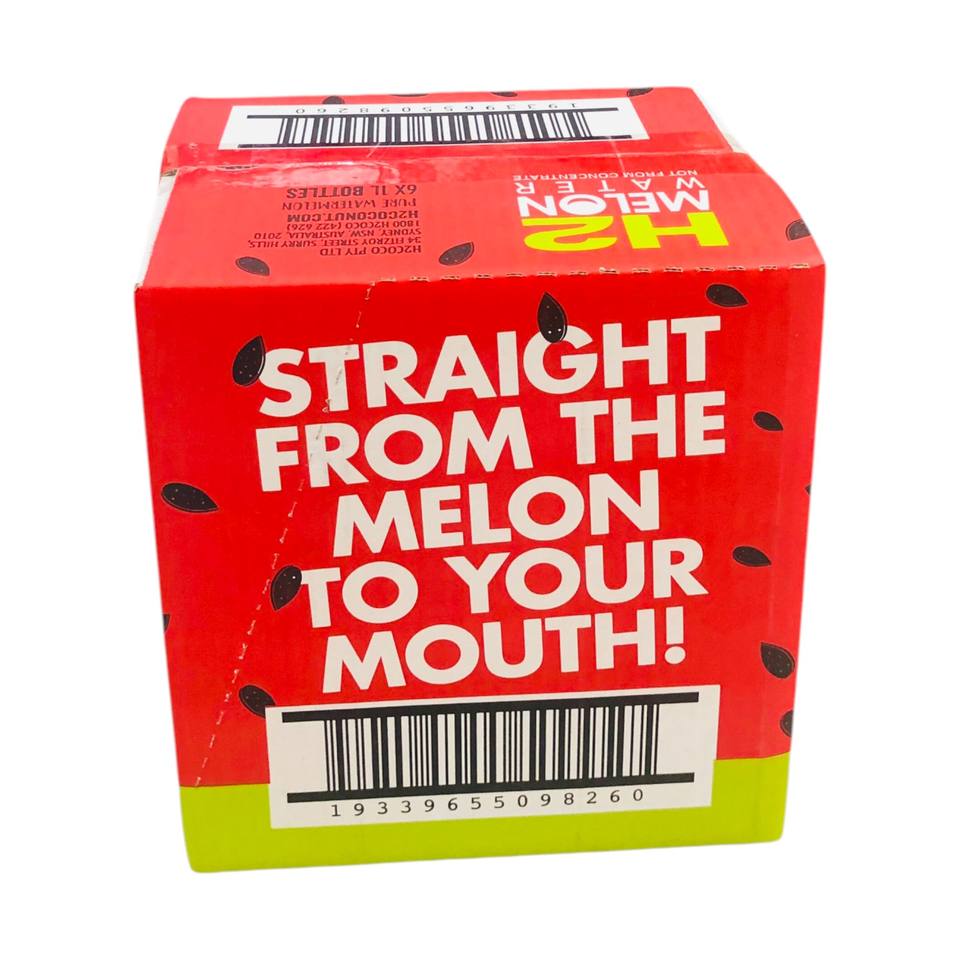 19339655098260
H2
MELON
WATER
NOT FROM CONCENTRATE
H2COCO PTY LTD
34 FITZROY STREET, SURRY HILLS,
SYDNEY, NSW, AUSTRALIA, 2010
1800 H2COCO (422 626)
H2COCONUT.COM
PURE WATERMELON
6X 1L BOTTLES
STRAIGHT
FROM THE
MELON
TO YOUR
MOUTH!
19339655098260